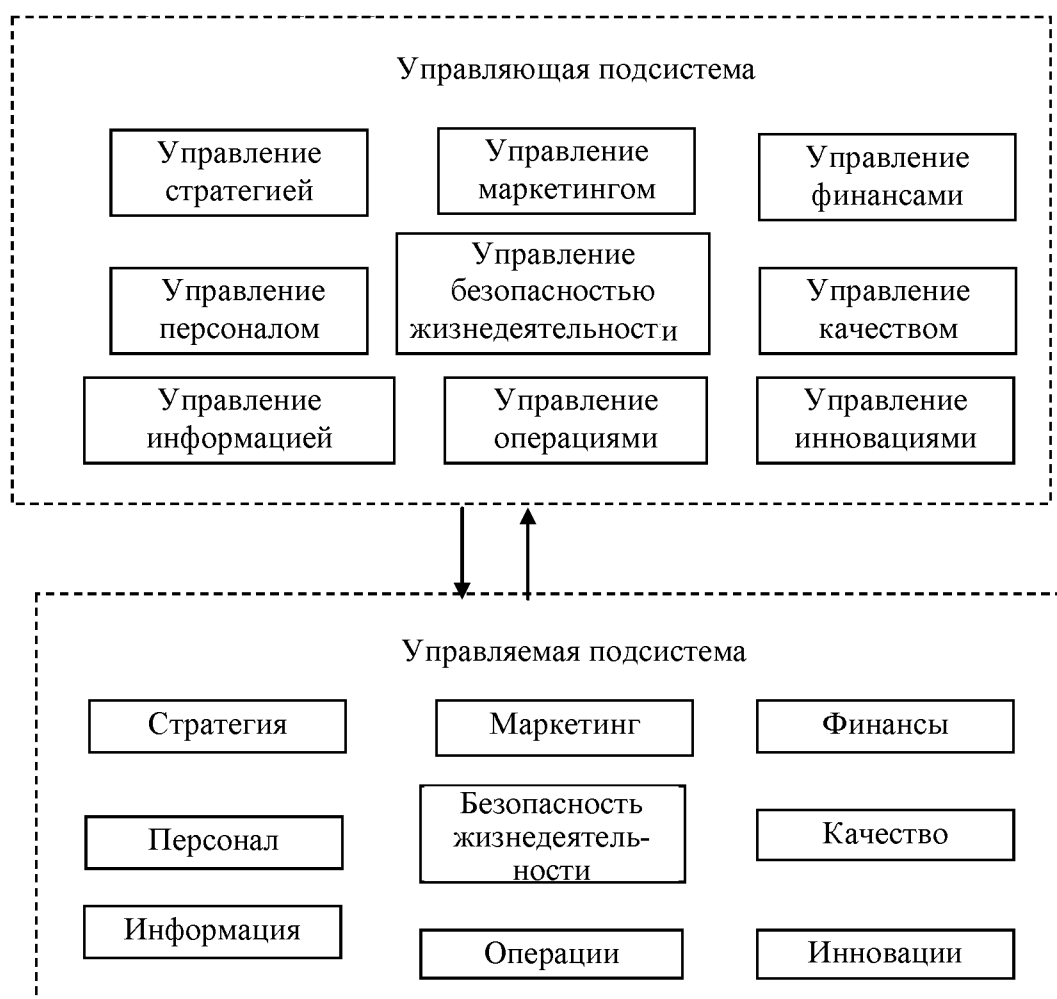 Управляющая подсистема
Управление
стратегией
Управление
маркетингом
Управление
финансами
Управление
персоналом
Управление
безопасностью
жизнедеятельности
Управление
качеством
Управление
информацией
Управление
операциями
Управление
инновациями
Управляемая подсистема
Стратегия
Маркетинг
Финансы
Персонал
Безопасность
жизнедеятель-
ности
Качество
Информация
Операции
Инновации